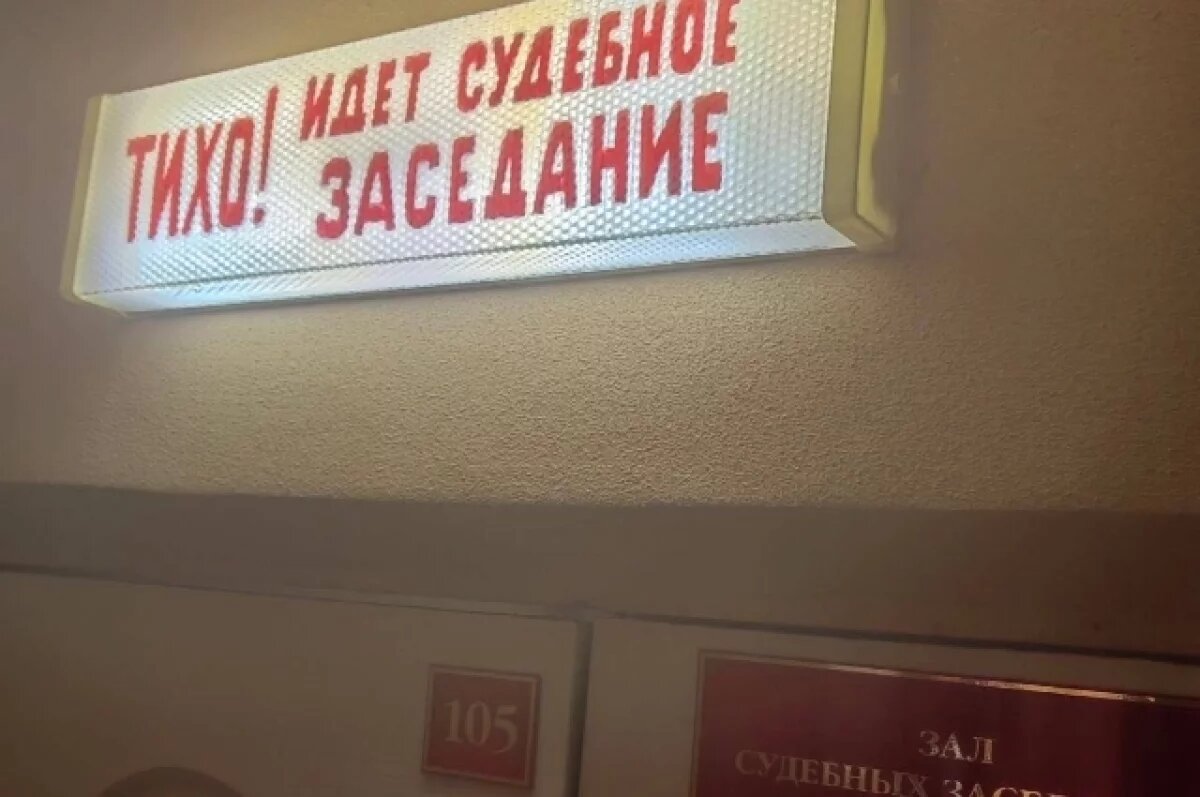 ТИХО! ИДЕТ СУДЕБНОЕ
ЗАСЕДАНИЕ
105
ЗАЛ
СУДЕБНЫХ